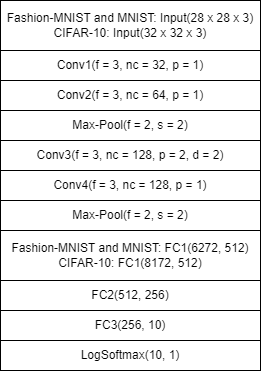 Fashion-MNIST and MNIST: Input(28 x 28 x 3)
CIFAR-10: Input(32 x 32 x 3)
Conv1(f = 3, nc = 32, p = 1)
Conv2(f = 3, nc = 64, p = 1)
Max-Pool(f = 2, s = 2)
Conv3(f = 3, nc = 128, p = 2, d = 2)
Conv4(f = 3, nc = 128, p = 1)
Max-Pool(f = 2, s = 2)
Fashion-MNIST and MNIST: FC1(6272, 512)
CIFAR-10: FC1(8172, 512)
FC2(512, 256)
FC3(256, 10)
LogSoftmax(10, 1)